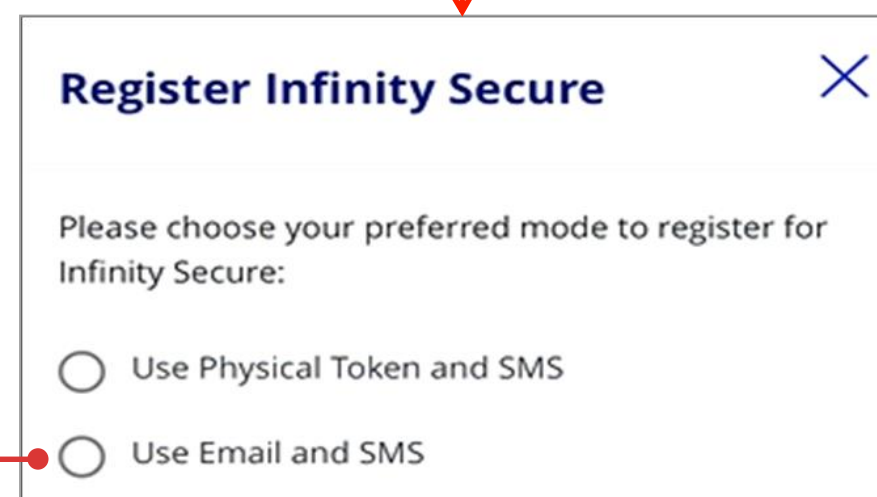 Register Infinity Secure
Please choose your preferred mode to register for
Infinity Secure:
Use Physical Token and SMS
Use Email and SMS